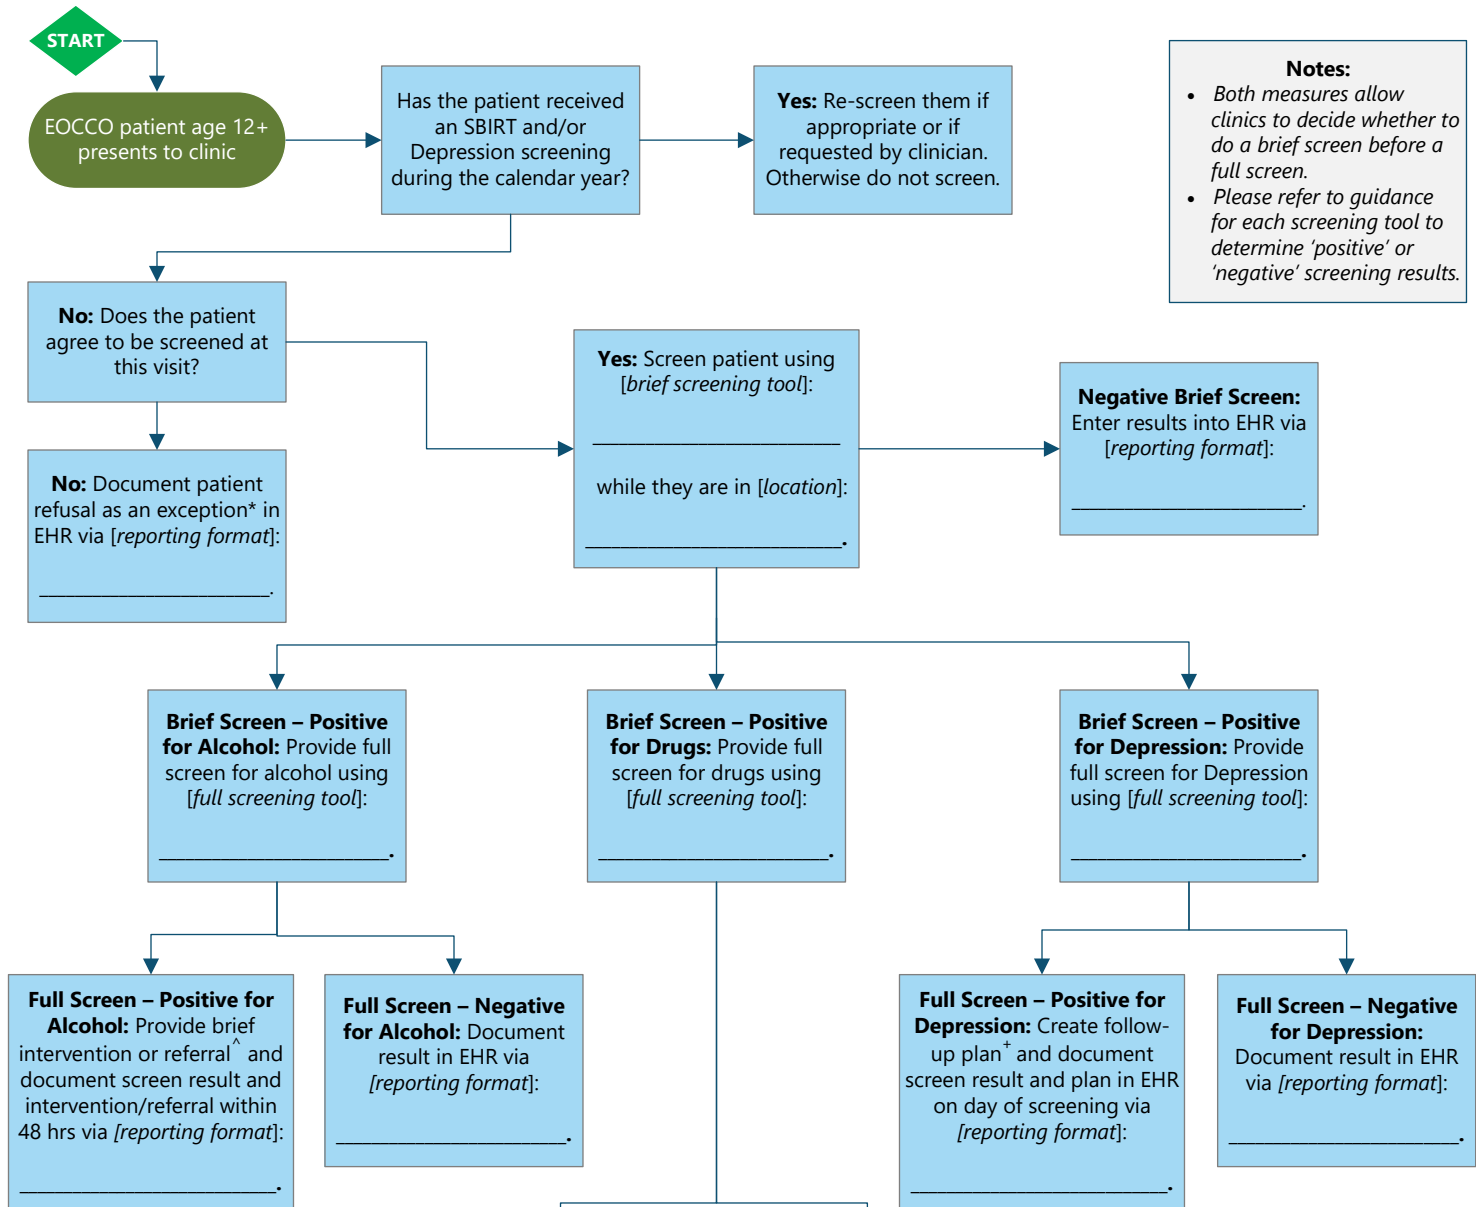 START
EOCCO patient age 12+
presents to clinic
Has the patient received
an SBIRT and/or
Depression screening
during the calendar year?
Yes: Re-screen them if
appropriate or if
requested by clinician.
Otherwise do not screen.
Notes:
• Both measures allow
clinics to decide whether to
do a brief screen before a
full screen.
• Please refer to guidance
for each screening tool to
determine ‘positive’ or
‘negative’ screening results.
No: Does the patient
agree to be screened at
this visit?
No: Document patient
refusal as an exception* in
EHR via [reporting format]:
__________________________.
Yes: Screen patient using
[brief screening tool]:
____________________________
while they are in [location]:
_____________________________.
Negative Brief Screen:
Enter results into EHR via
[reporting format]:
__________________________.
Brief Screen – Positive
for Alcohol: Provide full
screen for alcohol using
[full screening tool]:
__________________________.
Brief Screen – Positive
for Drugs: Provide full
screen for drugs using
[full screening tool]:
__________________________.
Brief Screen – Positive
for Depression: Provide
full screen for Depression
using [full screening tool]:
__________________________.
Full Screen – Positive for
Alcohol: Provide brief
intervention or referral^ and
document screen result and
intervention/referral within
48 hrs via [reporting format]:
_____________________________.
Full Screen – Negative
for Alcohol: Document
result in EHR via
[reporting format]:
__________________________.
Full Screen – Positive for
Depression: Create follow-
up plan+ and document
screen result and plan in EHR
on day of screening via
[reporting format]:
_____________________________.
Full Screen – Negative
for Depression:
Document result in EHR
via [reporting format]:
__________________________.